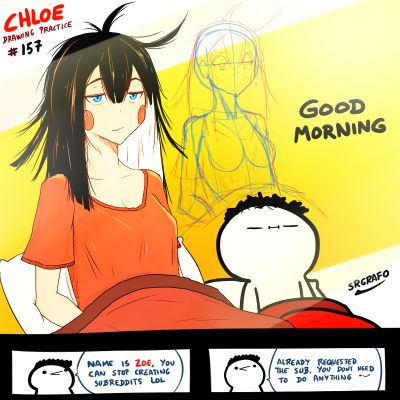 CHLOE
DRAWING PRACTICE
#157
GOOD
MORNING
SRGRAFO
NAME IS ZOE, YOU
CAN STOP CREATING
SUBREDDITS LOL
ALREADY REQUESTED
THE SUB, YOU DON'T NEED
TO DO ANYTHING ~